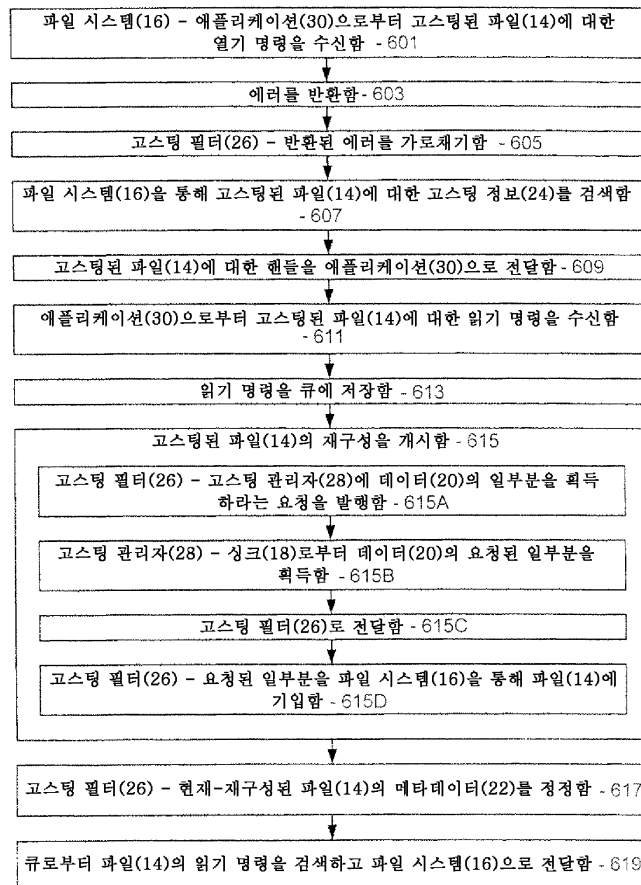 파일 시스템(16) – 애플리케이션(30)으로부터 고스팅된 파일(14)에 대한
열기 명령을 수신함 - 601
에러를 반환함 - 603
고스팅 필터(26) – 반환된 에러를 가로채기함 - 605
파일 시스템(16)을 통해 고스팅된 파일(14)에 대한 고스팅 정보(24)를 검색함
- 607
고스팅된 파일(14)에 대한 핸들을 애플리케이션(30)으로 전달함 - 609
애플리케이션(30)으로부터 고스팅된 파일(14)에 대한 읽기 명령을 수신함
- 611
읽기 명령을 큐에 저장함 - 613
고스팅된 파일(14)의 재구성을 개시함 - 615
고스팅 필터(26) – 고스팅 관리자(28)에 데이터(20)의 일부분을 획득
하라는 요청을 발행함 - 615A
고스팅 관리자(28) – 싱크(18)로부터 데이터(20)의 요청된 일부분을
획득함 - 615B
고스팅 필터(26)로 전달함 - 615C
고스팅 필터(26) – 요청된 일부분을 파일 시스템(16)을 통해 파일(14)에
기입함 - 615D
고스팅 필터(26) – 현재-재구성된 파일(14)의 메타데이터(22)를 정정함 - 617
큐로부터 파일(14)의 읽기 명령을 검색하고 파일 시스템(16)으로 전달함 - 619